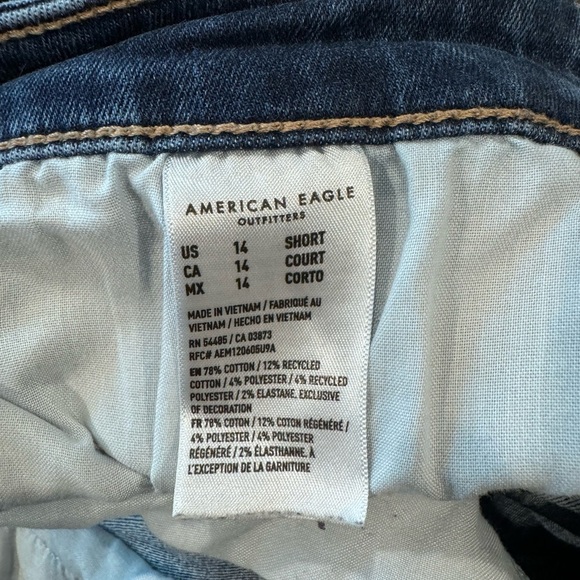 AMERICAN EAGLE
OUTFITTERS
US 14 SHORT
CA 14 COURT
MX 14 CORTO
MADE IN VIETNAM / FABRIQUÉ AU
VIETNAM / HECHO EN VIETNAM
RN 54485 / CA 03873
RFC# AEM120605U9A
EN 78% COTTON / 12% RECYCLED
COTTON / 4% POLYESTER / 4% RECYCLED
POLYESTER / 2% ELASTANE, EXCLUSIVE
OF DECORATION
FR 78% COTON / 12% COTON RÉGÉNÉRÉ /
4% POLYESTER / 4% POLYESTER
RÉGÉNÉRÉ / 2% ÉLASTHANNE. À
L'EXCEPTION DE LA GARNITURE